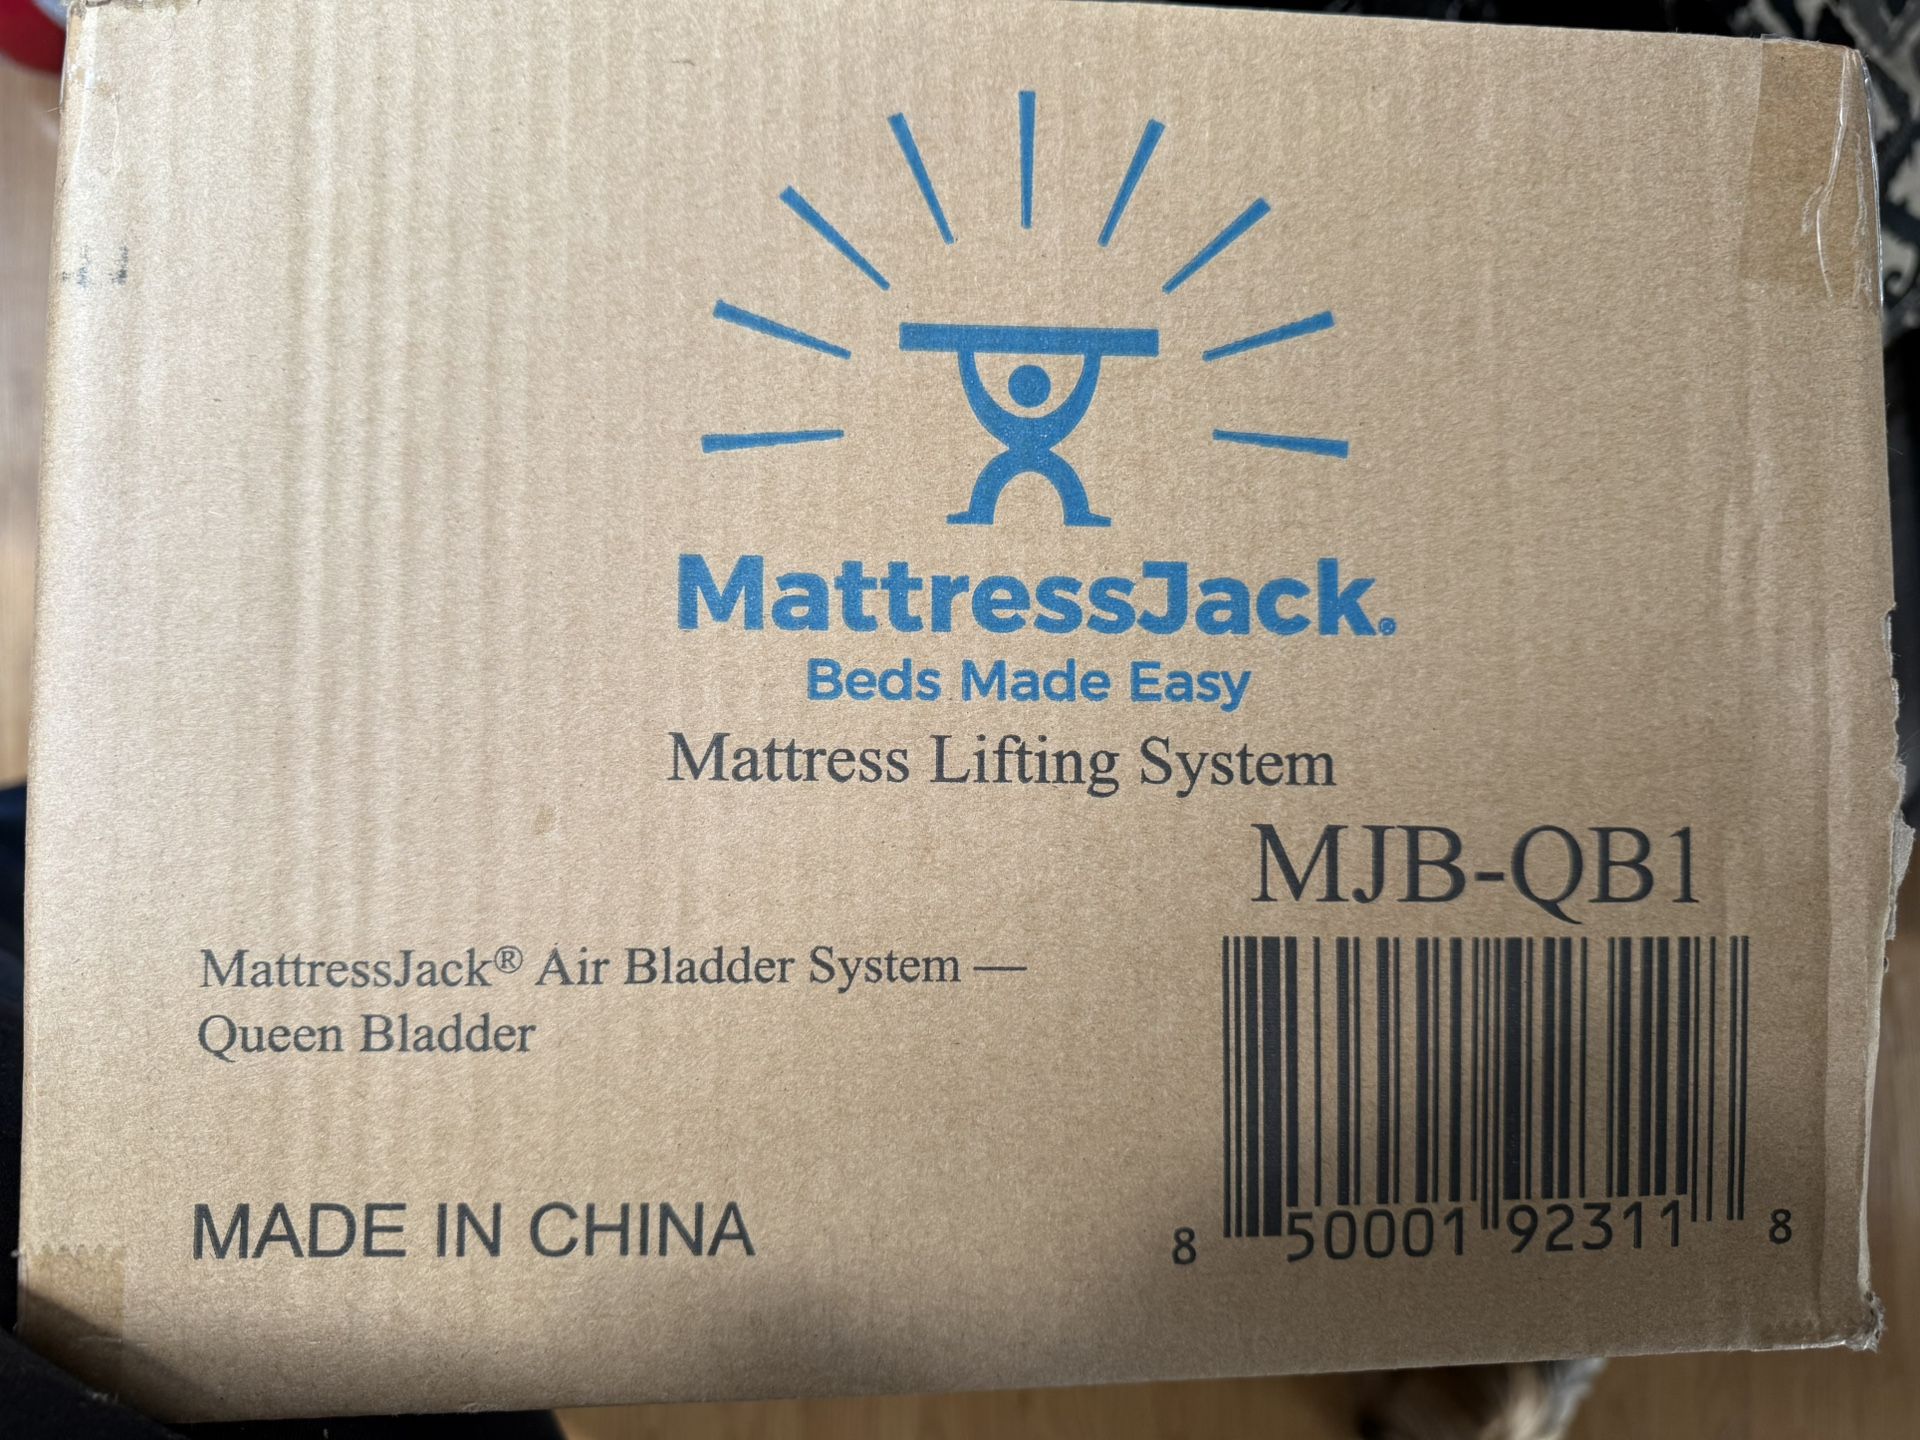 MattressJack®
Beds Made Easy
Mattress Lifting System
MJB-QB1
MattressJack® Air Bladder System —
Queen Bladder
MADE IN CHINA
8 50001 92311 8